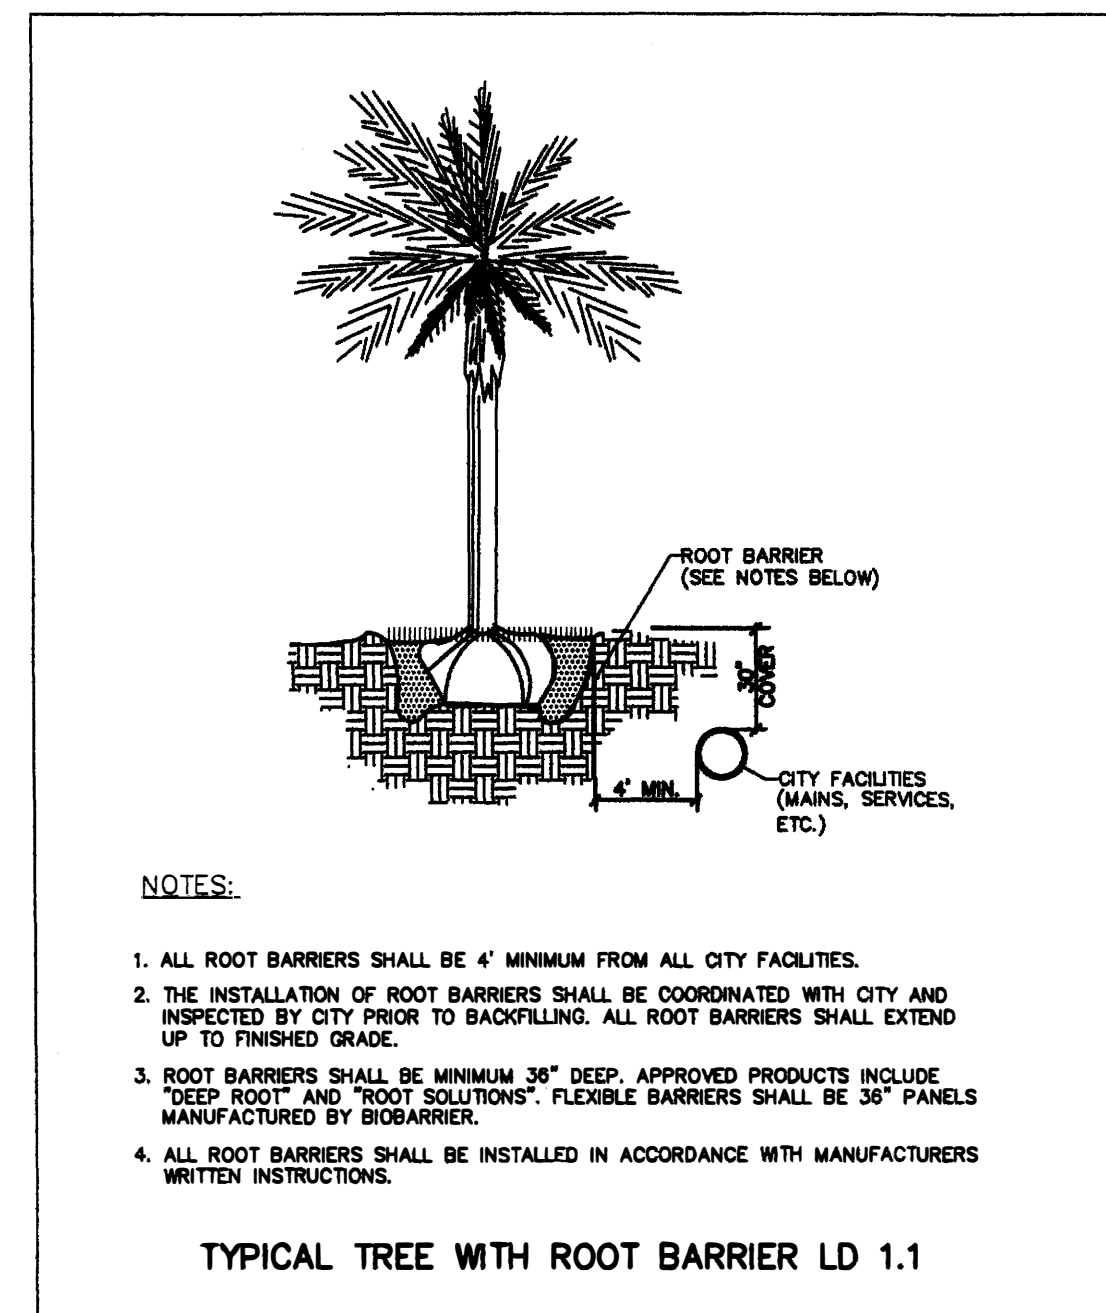 ROOT BARRIER
(SEE NOTES BELOW)
30"
COVER
4' MIN.
CITY FACILITIES
(MAINS, SERVICES,
ETC.)
NOTES:
1. ALL ROOT BARRIERS SHALL BE 4' MINIMUM FROM ALL CITY FACILITIES.
2. THE INSTALLATION OF ROOT BARRIERS SHALL BE COORDINATED WITH CITY AND
INSPECTED BY CITY PRIOR TO BACKFILLING. ALL ROOT BARRIERS SHALL EXTEND
UP TO FINISHED GRADE.
3. ROOT BARRIERS SHALL BE MINIMUM 36" DEEP. APPROVED PRODUCTS INCLUDE
"DEEP ROOT" AND "ROOT SOLUTIONS". FLEXIBLE BARRIERS SHALL BE 36" PANELS
MANUFACTURED BY BIOBARRIER.
4. ALL ROOT BARRIERS SHALL BE INSTALLED IN ACCORDANCE WITH MANUFACTURERS
WRITTEN INSTRUCTIONS.
TYPICAL TREE WITH ROOT BARRIER LD 1.1